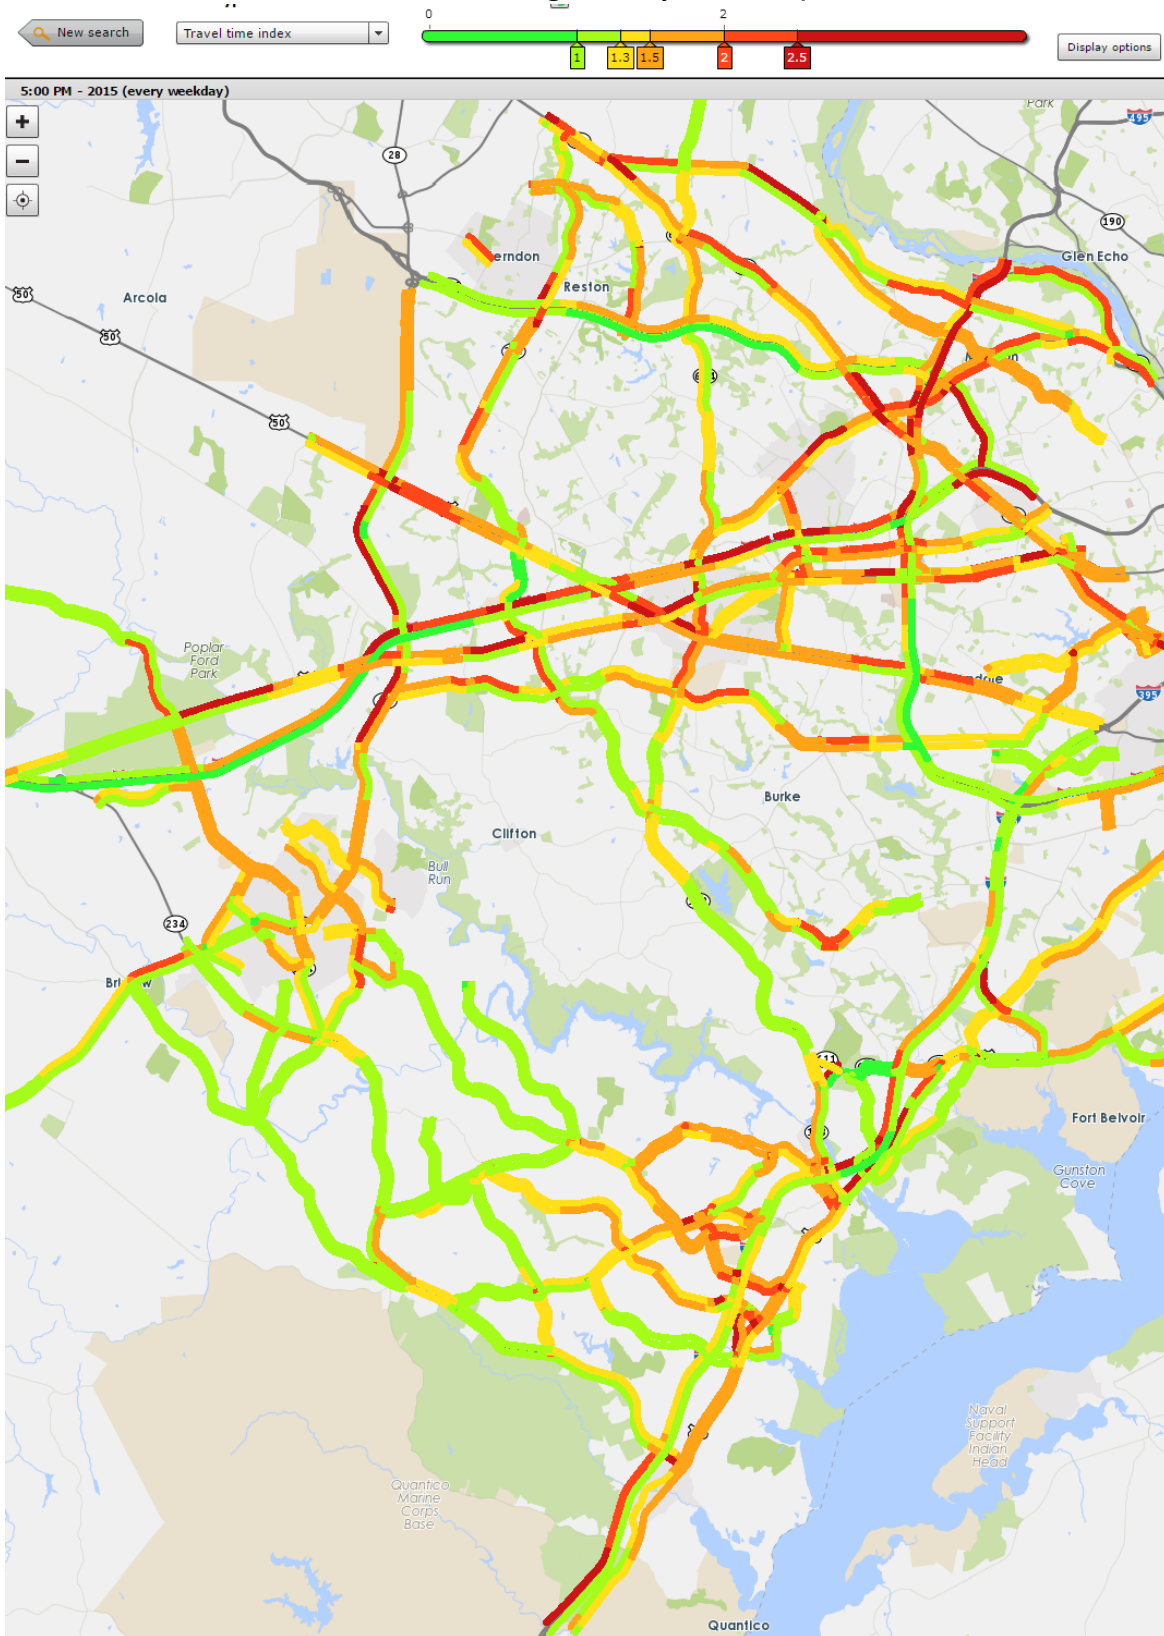 0
2
New search
Travel time index
Display options
1
1.3
1.5
2
2.5
5:00 PM - 2015 (every weekday)
+
−
Park
495
28
190
erndon
Glen Echo
50
Arcola
Reston
50
50
Poplar
Ford
Park
395
Burke
Clifton
Bull
Run
234
611
Fort Belvoir
Gunston
Cove
Naval
Support
Facility
Indian
Head
Quantico
Marine
Corps
Base
Quantico